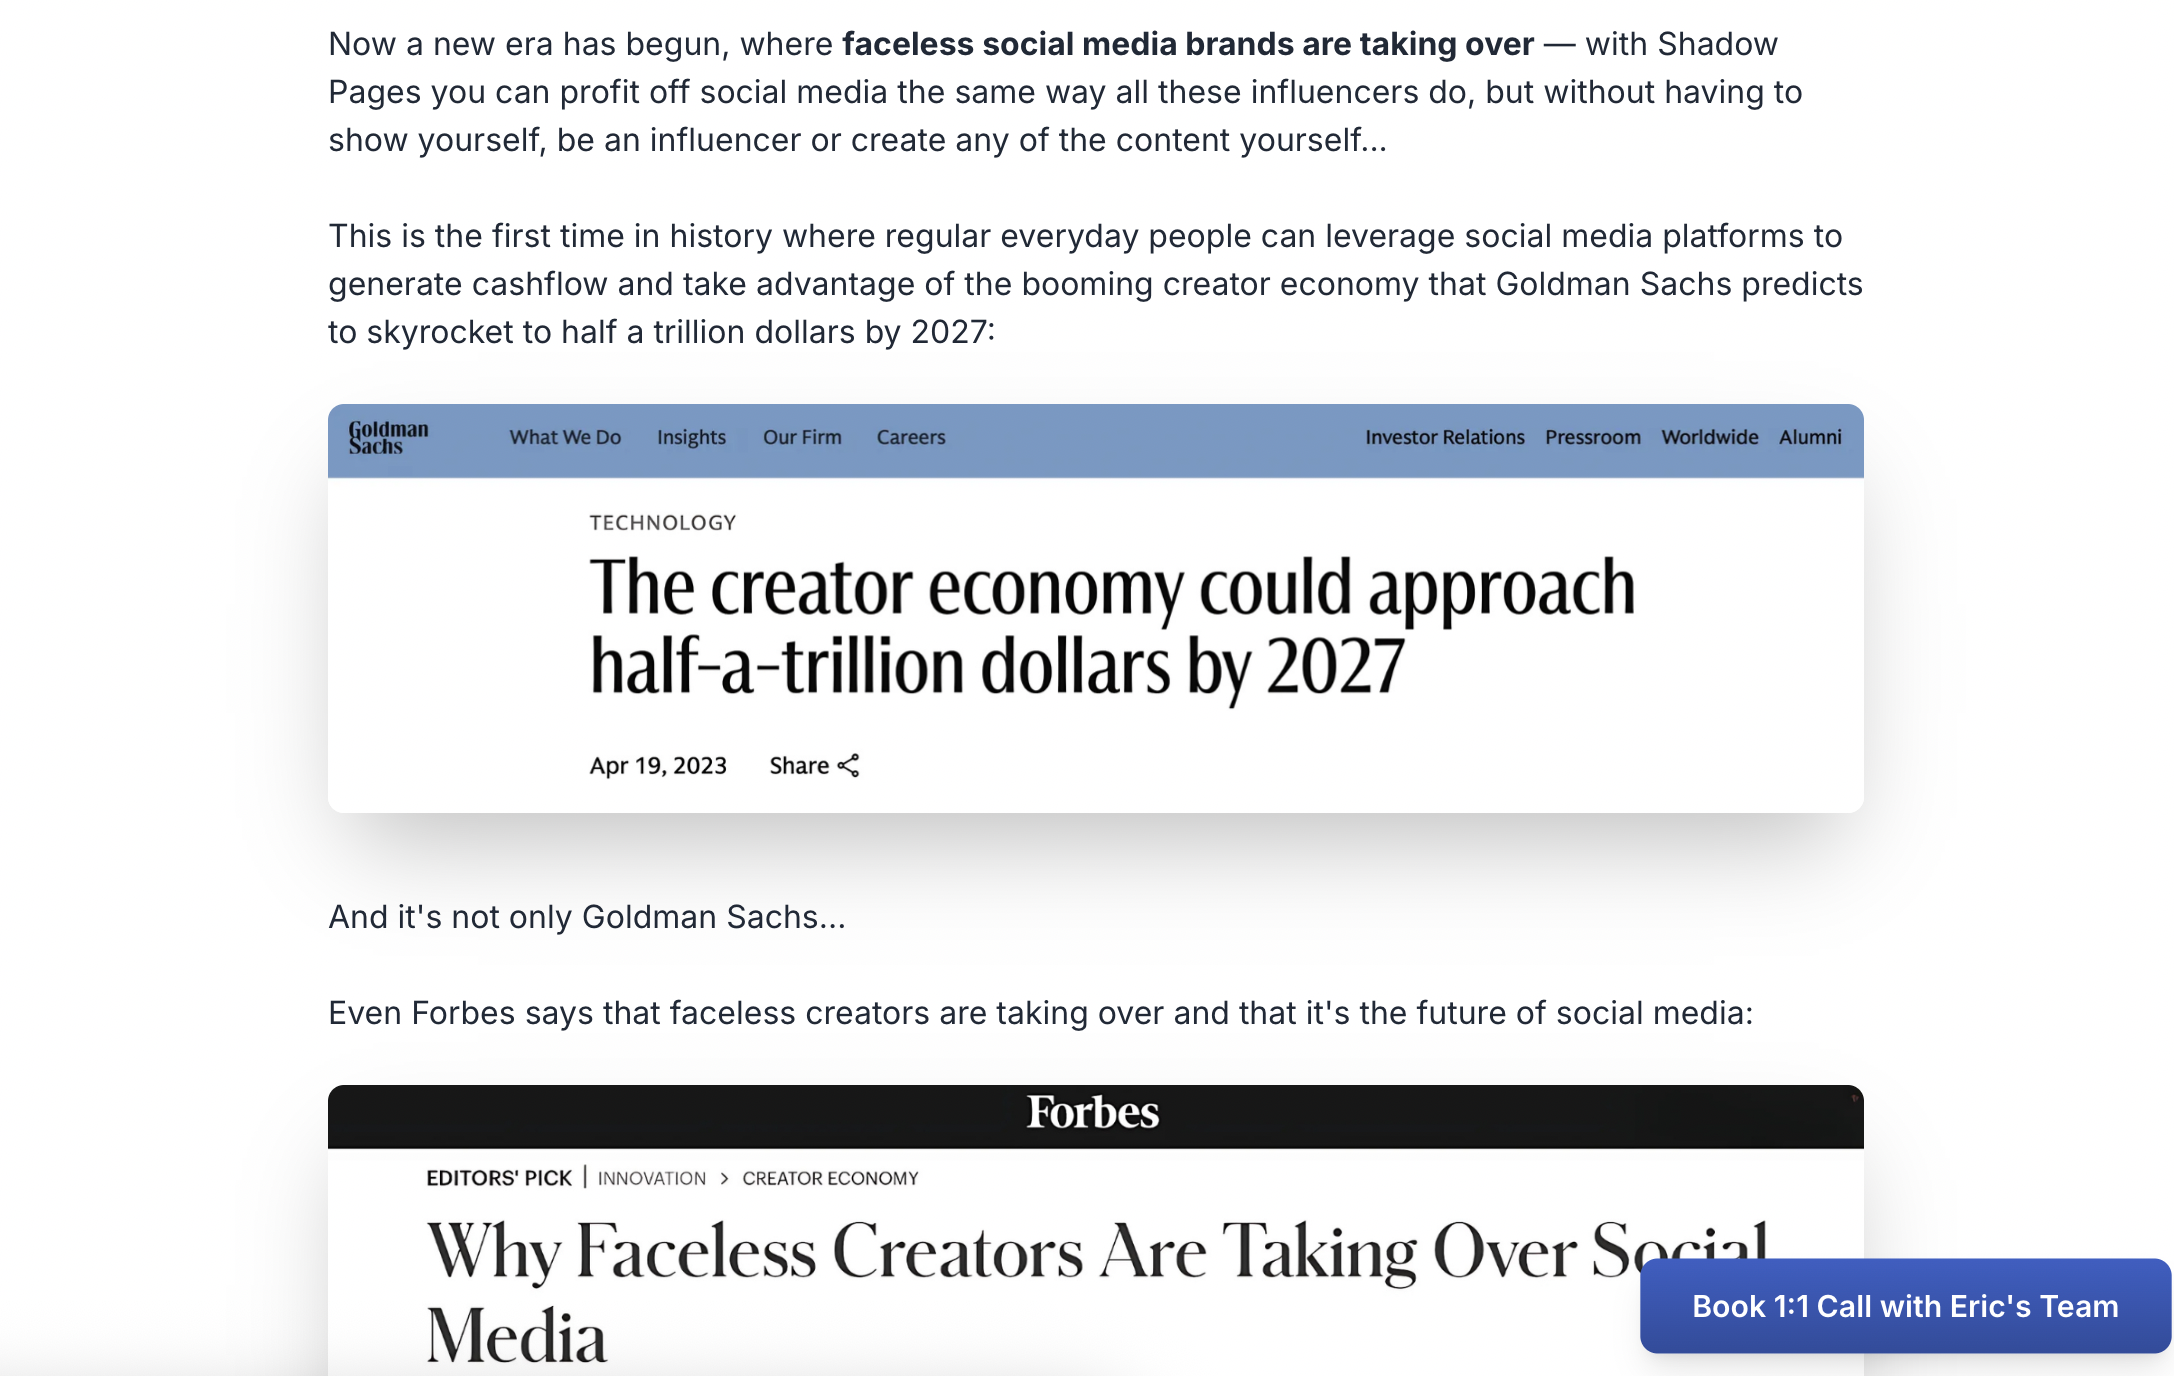 Now a new era has begun, where faceless social media brands are taking over — with Shadow
Pages you can profit off social media the same way all these influencers do, but without having to
show yourself, be an influencer or create any of the content yourself...
This is the first time in history where regular everyday people can leverage social media platforms to
generate cashflow and take advantage of the booming creator economy that Goldman Sachs predicts
to skyrocket to half a trillion dollars by 2027:
Goldman
Sachs
What We Do Insights Our Firm Careers Investor Relations Pressroom Worldwide Alumni
TECHNOLOGY
The creator economy could approach
half-a-trillion dollars by 2027
Apr 19, 2023 Share
And it's not only Goldman Sachs...
Even Forbes says that faceless creators are taking over and that it's the future of social media:
Forbes
EDITORS' PICK | INNOVATION > CREATOR ECONOMY
Why Faceless Creators Are Taking Over Social
Media
Book 1:1 Call with Eric's Team